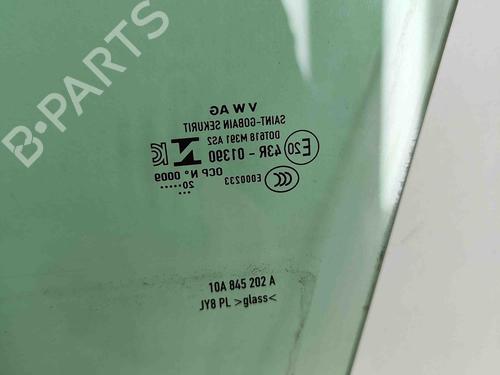 VW AG
SAINT-GOBAIN SEKURIT
DOT618 M391 AS2
E20 43R - 01390
OCP N° 0009
E000233
20
10A 845 202 A
JY8 PL >glass<
B-PARTS